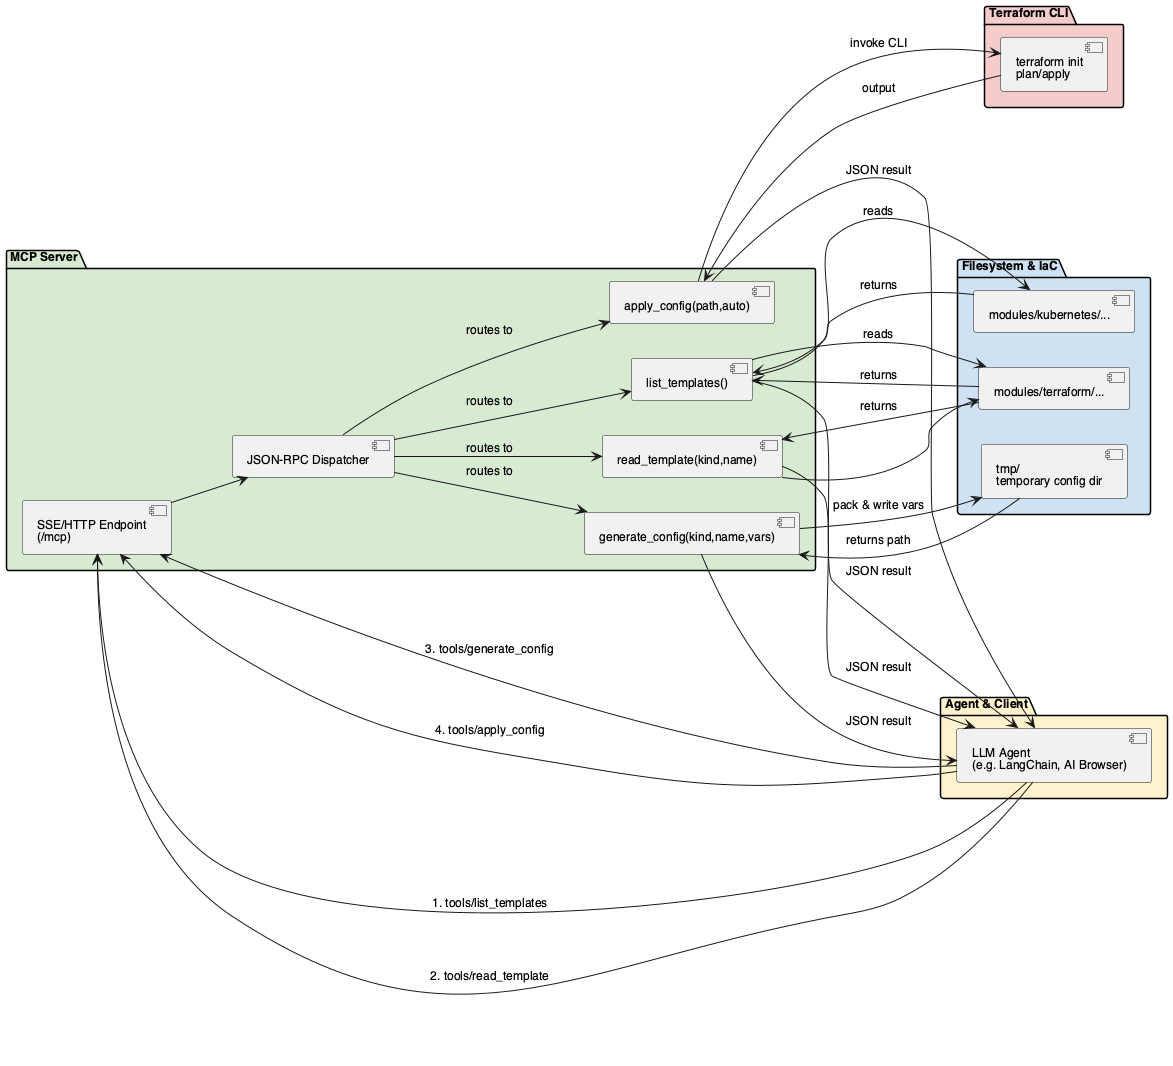 Terraform CLI
invoke CLI
terraform init
plan/apply
output
JSON result
reads
MCP Server
Filesystem & IaC
returns
apply_config(path,auto)
modules/kubernetes/...
routes to
reads
list_templates()
returns
modules/terraform/...
routes to
returns
JSON-RPC Dispatcher
routes to
read_template(kind,name)
routes to
tmp/
temporary config dir
pack & write vars
SSE/HTTP Endpoint
(/mcp)
generate_config(kind,name,vars)
returns path
JSON result
3. tools/generate_config
JSON result
Agent & Client
JSON result
4. tools/apply_config
LLM Agent
(e.g. LangChain, AI Browser)
1. tools/list_templates
2. tools/read_template